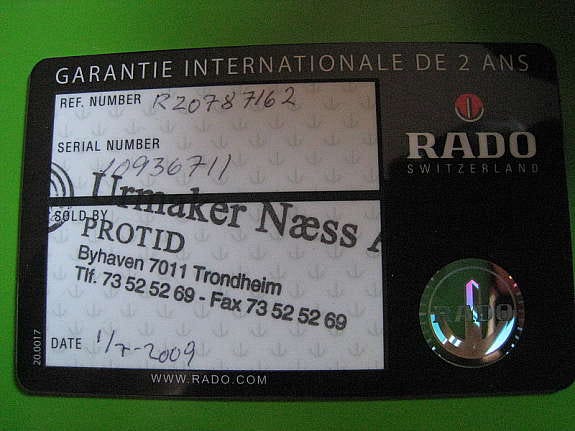 GARANTIE INTERNATIONALE DE 2 ANS
REF. NUMBER R20787162
SERIAL NUMBER
10936711
RADO
SWITZERLAND
Urmaker Næss A
SOLD BY
PROTID
Byhaven 7011 Trondheim
Tlf. 73 52 52 69 - Fax 73 52 52 69
RADO
DATE 1/7-2009
20.0017
WWW.RADO.COM